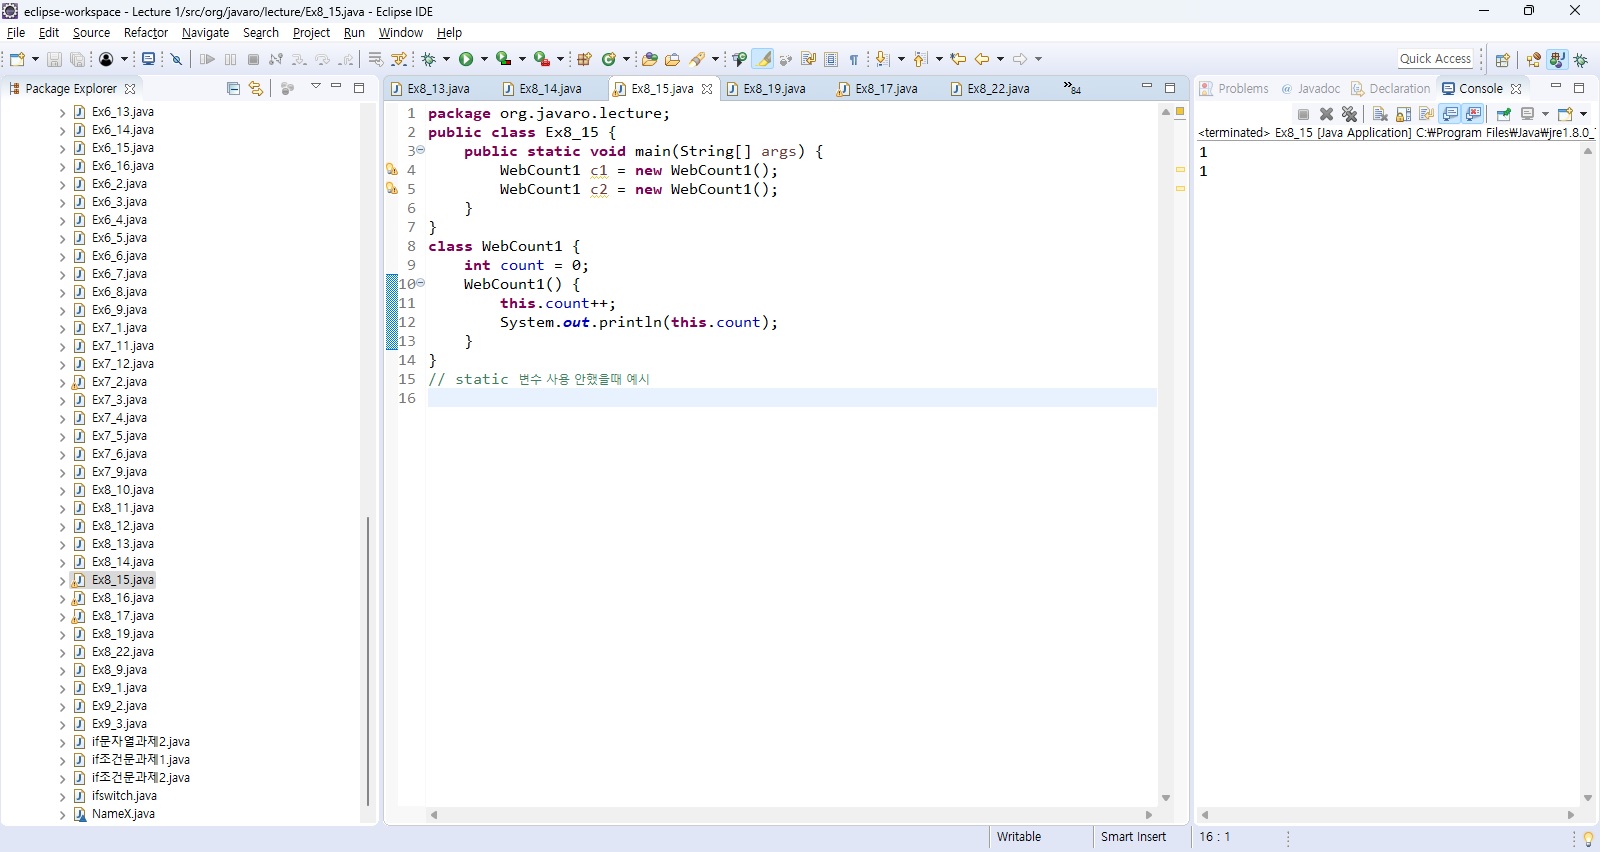 eclipse-workspace - Lecture 1/src/org/javaro/lecture/Ex8_15.java - Eclipse IDE
File Edit Source Refactor Navigate Search Project Run Window Help
Quick Access
Package Explorer
Ex6_13.java
Ex6_14.java
Ex6_15.java
Ex6_16.java
Ex6_2.java
Ex6_3.java
Ex6_4.java
Ex6_5.java
Ex6_6.java
Ex6_7.java
Ex6_8.java
Ex6_9.java
Ex7_1.java
Ex7_11.java
Ex7_12.java
Ex7_2.java
Ex7_3.java
Ex7_4.java
Ex7_5.java
Ex7_6.java
Ex7_9.java
Ex8_10.java
Ex8_11.java
Ex8_12.java
Ex8_13.java
Ex8_14.java
Ex8_15.java
Ex8_16.java
Ex8_17.java
Ex8_19.java
Ex8_22.java
Ex8_9.java
Ex9_1.java
Ex9_2.java
Ex9_3.java
if문자열과제2.java
if조건문과제1.java
if조건문과제2.java
ifswitch.java
NameX.java
Ex8_13.java Ex8_14.java Ex8_15.java Ex8_19.java Ex8_17.java Ex8_22.java »84
1 package org.javaro.lecture;
2 public class Ex8_15 {
3 public static void main(String[] args) {
4 WebCount1 c1 = new WebCount1();
5 WebCount1 c2 = new WebCount1();
6 }
7 }
8 class WebCount1 {
9 int count = 0;
10 WebCount1() {
11 this.count++;
12 System.out.println(this.count);
13 }
14 }
15 // static 변수 사용 안했을때 예시
16
Problems @ Javadoc Declaration Console
<terminated> Ex8_15 [Java Application] C:₩Program Files₩Java₩jre1.8.0_
1
1
Writable Smart Insert 16 : 1